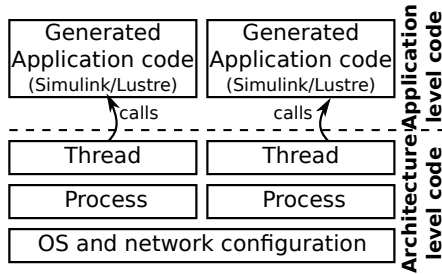 Generated
Application code
(Simulink/Lustre)
Generated
Application code
(Simulink/Lustre)
calls
calls
Thread
Thread
Process
Process
OS and network configuration
Application
level code
Architecture
level code